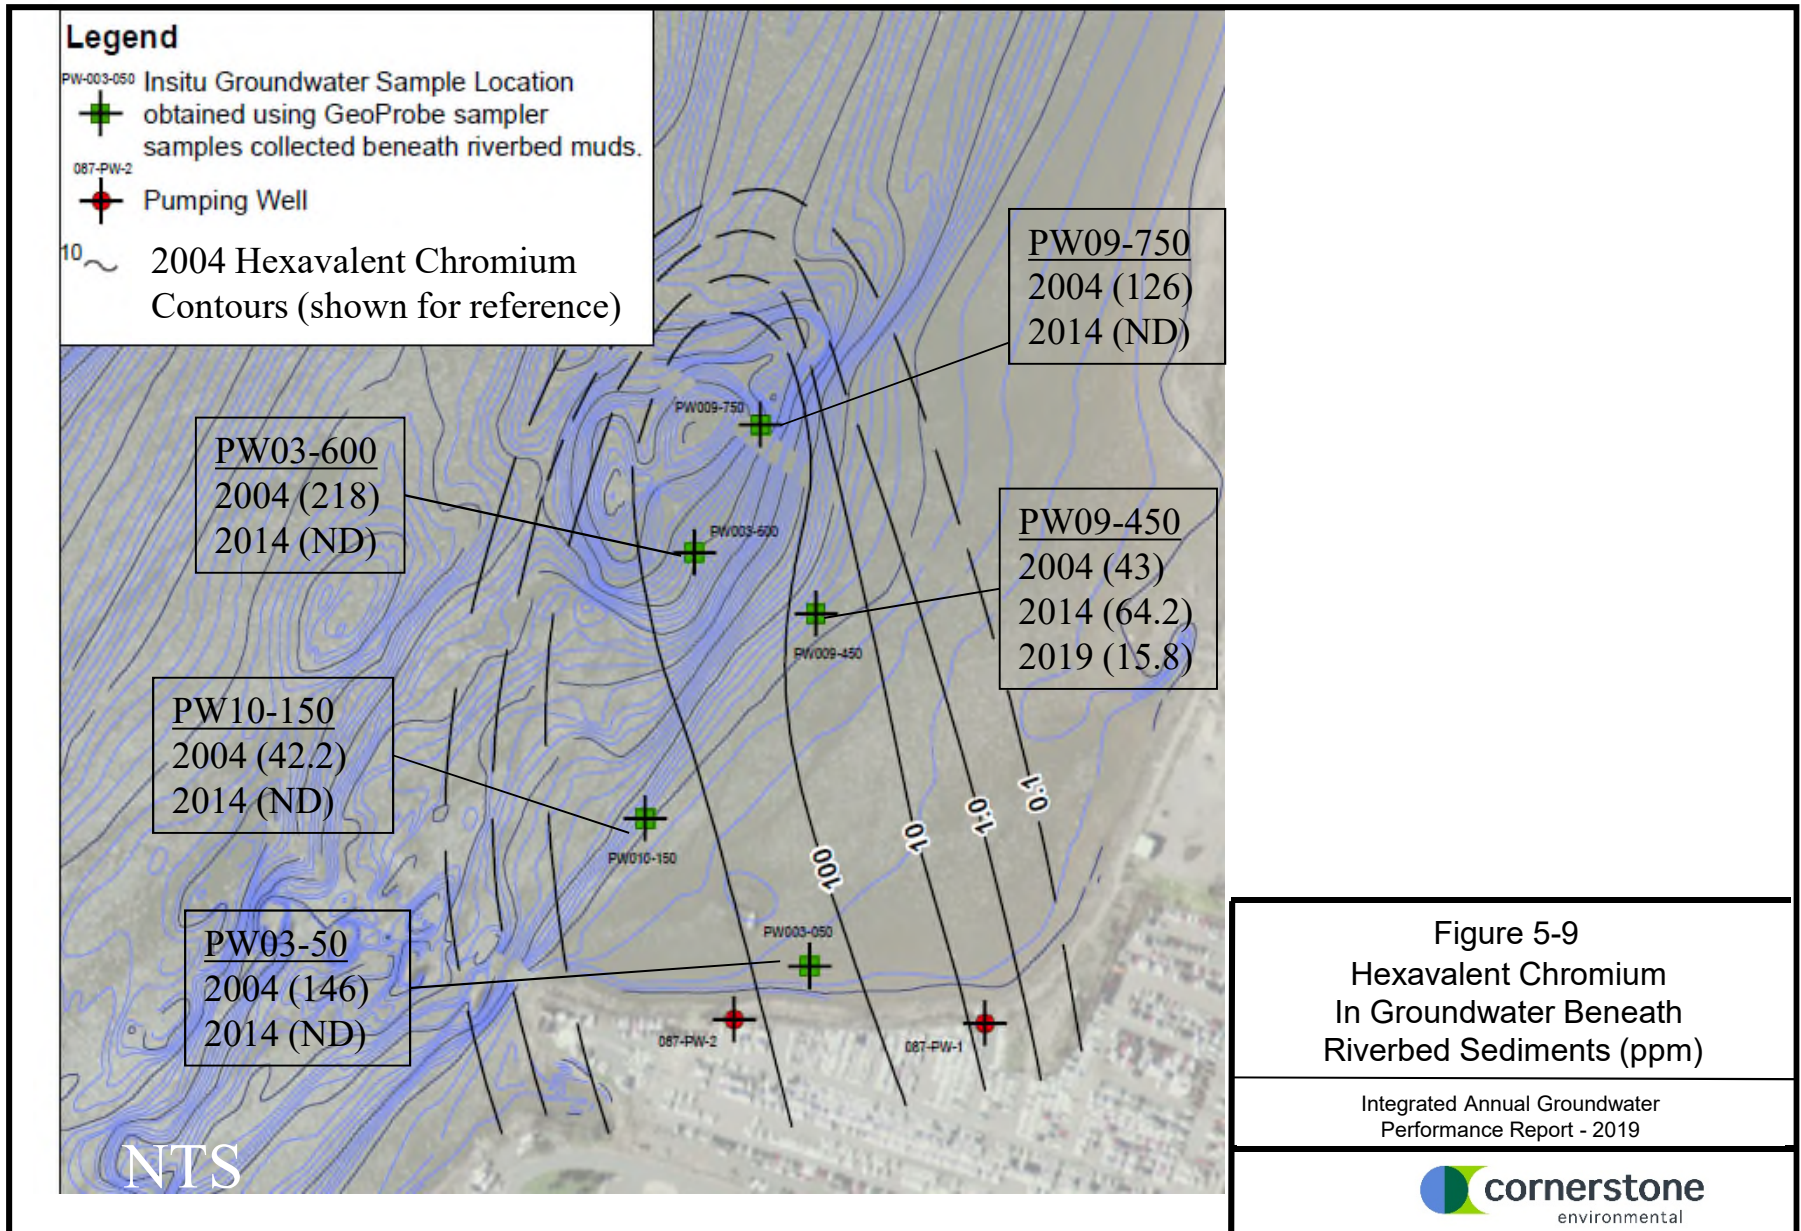 Legend
PW-003-050
Insitu Groundwater Sample Location
obtained using GeoProbe sampler
samples collected beneath riverbed muds.
087-PW-2
Pumping Well
10
2004 Hexavalent Chromium
Contours (shown for reference)
PW09-750
2004 (126)
2014 (ND)
PW009-750
PW03-600
2004 (218)
2014 (ND)
PW003-600
PW09-450
2004 (43)
2014 (64.2)
2019 (15.8)
PW009-450
PW10-150
2004 (42.2)
2014 (ND)
PW010-150
100
10
1.0
0.1
PW03-50
2004 (146)
2014 (ND)
PW003-050
087-PW-2
087-PW-1
NTS
Figure 5-9
Hexavalent Chromium
In Groundwater Beneath
Riverbed Sediments (ppm)
Integrated Annual Groundwater
Performance Report - 2019
cornerstone
environmental